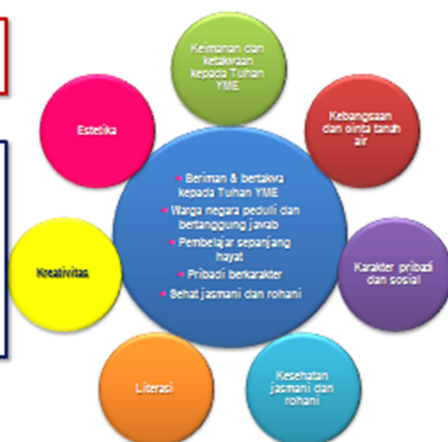 Keimanan dan
ketakwaan
kepada Tuhan
YME
Kebangsaan
dan cinta tanah
air
Karakter pribadi
dan sosial
Kesehatan
jasmani dan
rohani
Literasi
Kreativitas
Estetika
• Beriman & bertakwa
kepada Tuhan YME
• Warga negara peduli dan
bertanggung jawab
• Pembelajar sepanjang
hayat
• Pribadi berkarakter
• Sehat jasmani dan rohani